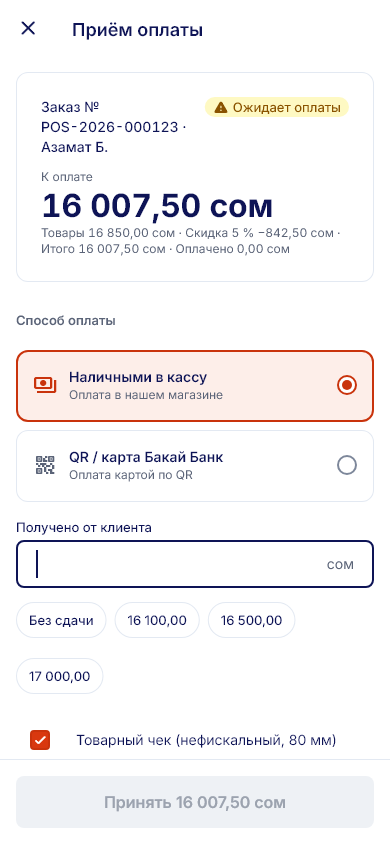 Приём оплаты
Заказ №
POS-2026-000123 ·
Азамат Б.
Ожидает оплаты
К оплате
16 007,50 сом
Товары 16 850,00 сом · Скидка 5 % −842,50 сом ·
Итого 16 007,50 сом · Оплачено 0,00 сом
Способ оплаты
Наличными в кассу
Оплата в нашем магазине
QR / карта Бакай Банк
Оплата картой по QR
Получено от клиента
сом
Без сдачи
16 100,00
16 500,00
17 000,00
Товарный чек (нефискальный, 80 мм)
Принять 16 007,50 сом